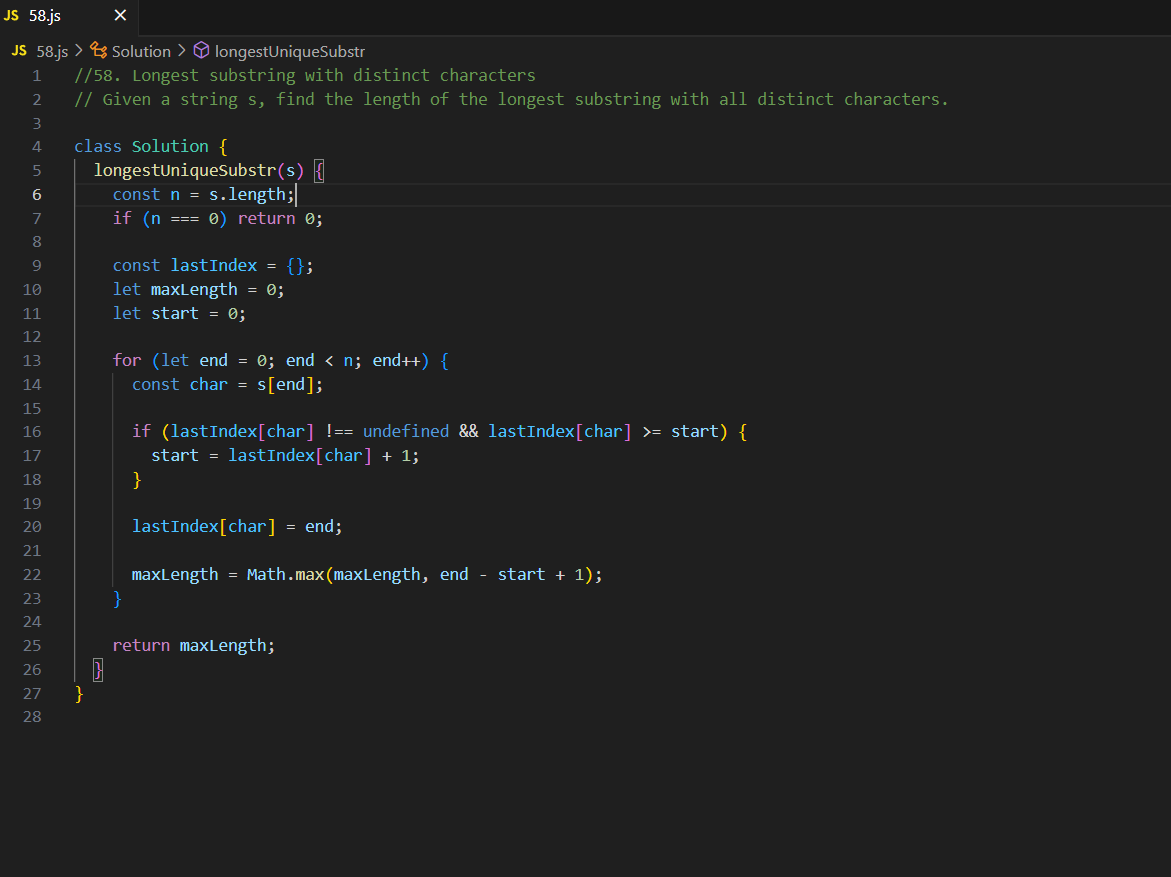 JS 58.js ×
JS 58.js > Solution > longestUniqueSubstr
1 //58. Longest substring with distinct characters
2 // Given a string s, find the length of the longest substring with all distinct characters.
3
4 class Solution {
5   longestUniqueSubstr(s) {
6     const n = s.length;
7     if (n === 0) return 0;
8
9     const lastIndex = {};
10     let maxLength = 0;
11     let start = 0;
12
13     for (let end = 0; end < n; end++) {
14       const char = s[end];
15
16       if (lastIndex[char] !== undefined && lastIndex[char] >= start) {
17         start = lastIndex[char] + 1;
18       }
19
20       lastIndex[char] = end;
21
22       maxLength = Math.max(maxLength, end - start + 1);
23     }
24
25     return maxLength;
26   }
27 }
28